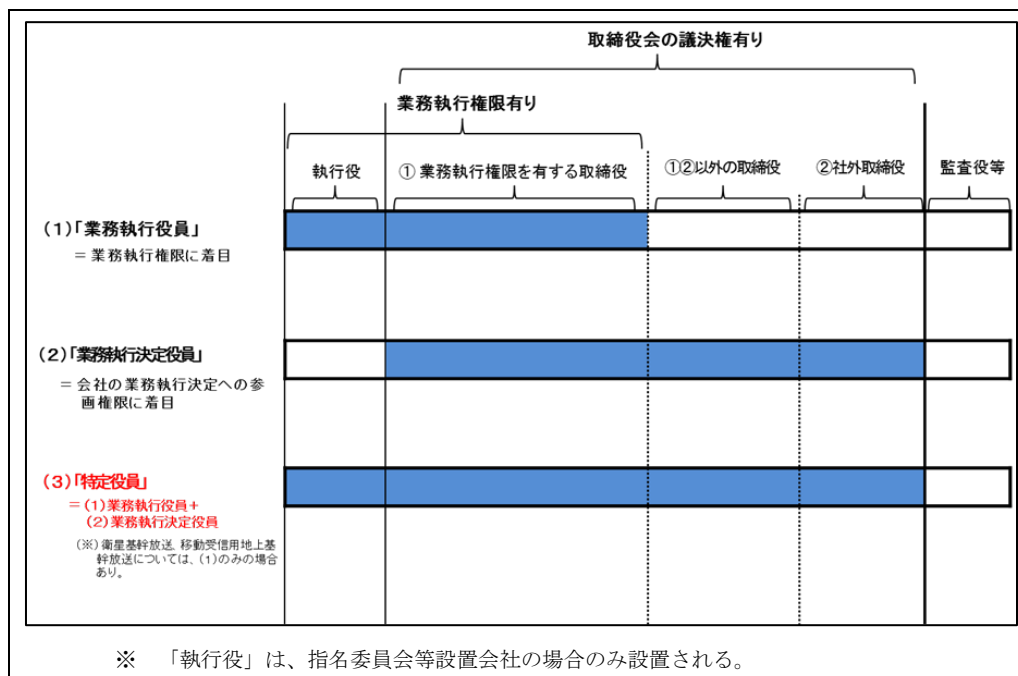 取締役会の議決権有り
業務執行権限有り
執行役
① 業務執行権限を有する取締役
①②以外の取締役
②社外取締役
監査役等
(1)「業務執行役員」
= 業務執行権限に着目
(2)「業務執行決定役員」
= 会社の業務執行決定への参
画権限に着目
(3)「特定役員」
=(1)業務執行役員+
(2)業務執行決定役員
(※)衛星基幹放送、移動受信用地上基
幹放送については、(1)のみの場合
あり。
※ 「執行役」は、指名委員会等設置会社の場合のみ設置される。